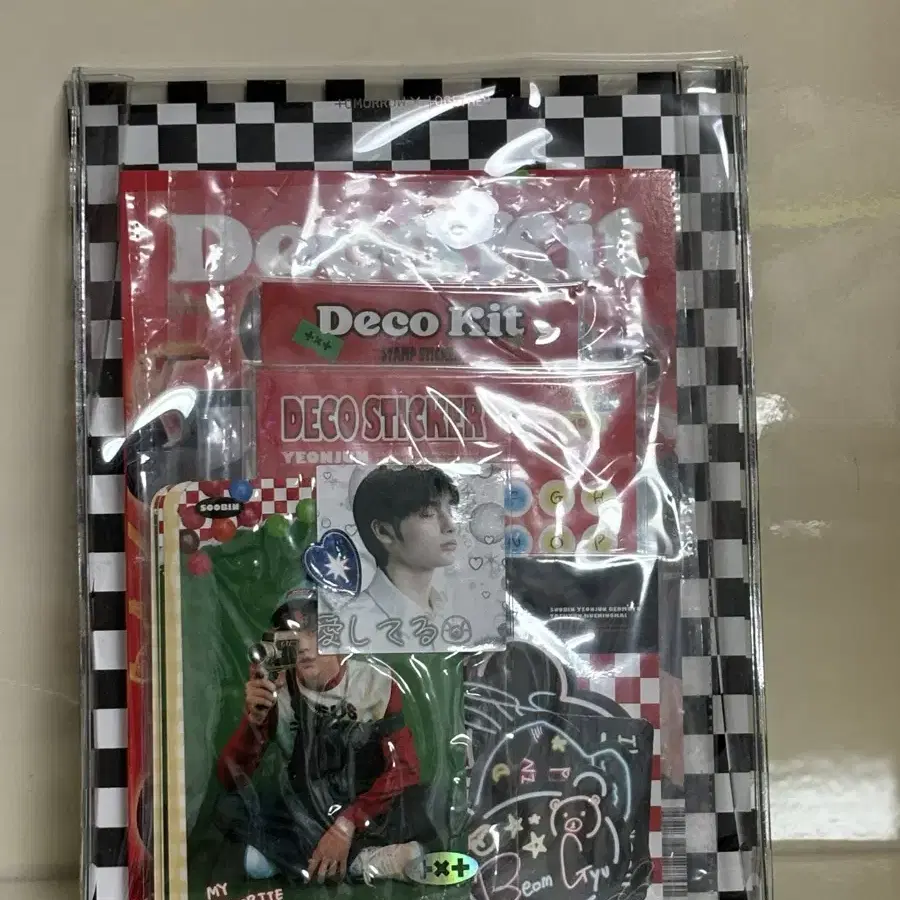 TOMORROW X TOGETHER
Deco Kit
Deco Kit
+x+
STAMP STICKER
DECO STICKER
YEONJUN
SOOBIN
G H
N O P
愛してる
SOOBIN YEONJUN BEOMGYU
TAEHYUN HUENINGKAI
Beom Gyu
+x+
MY